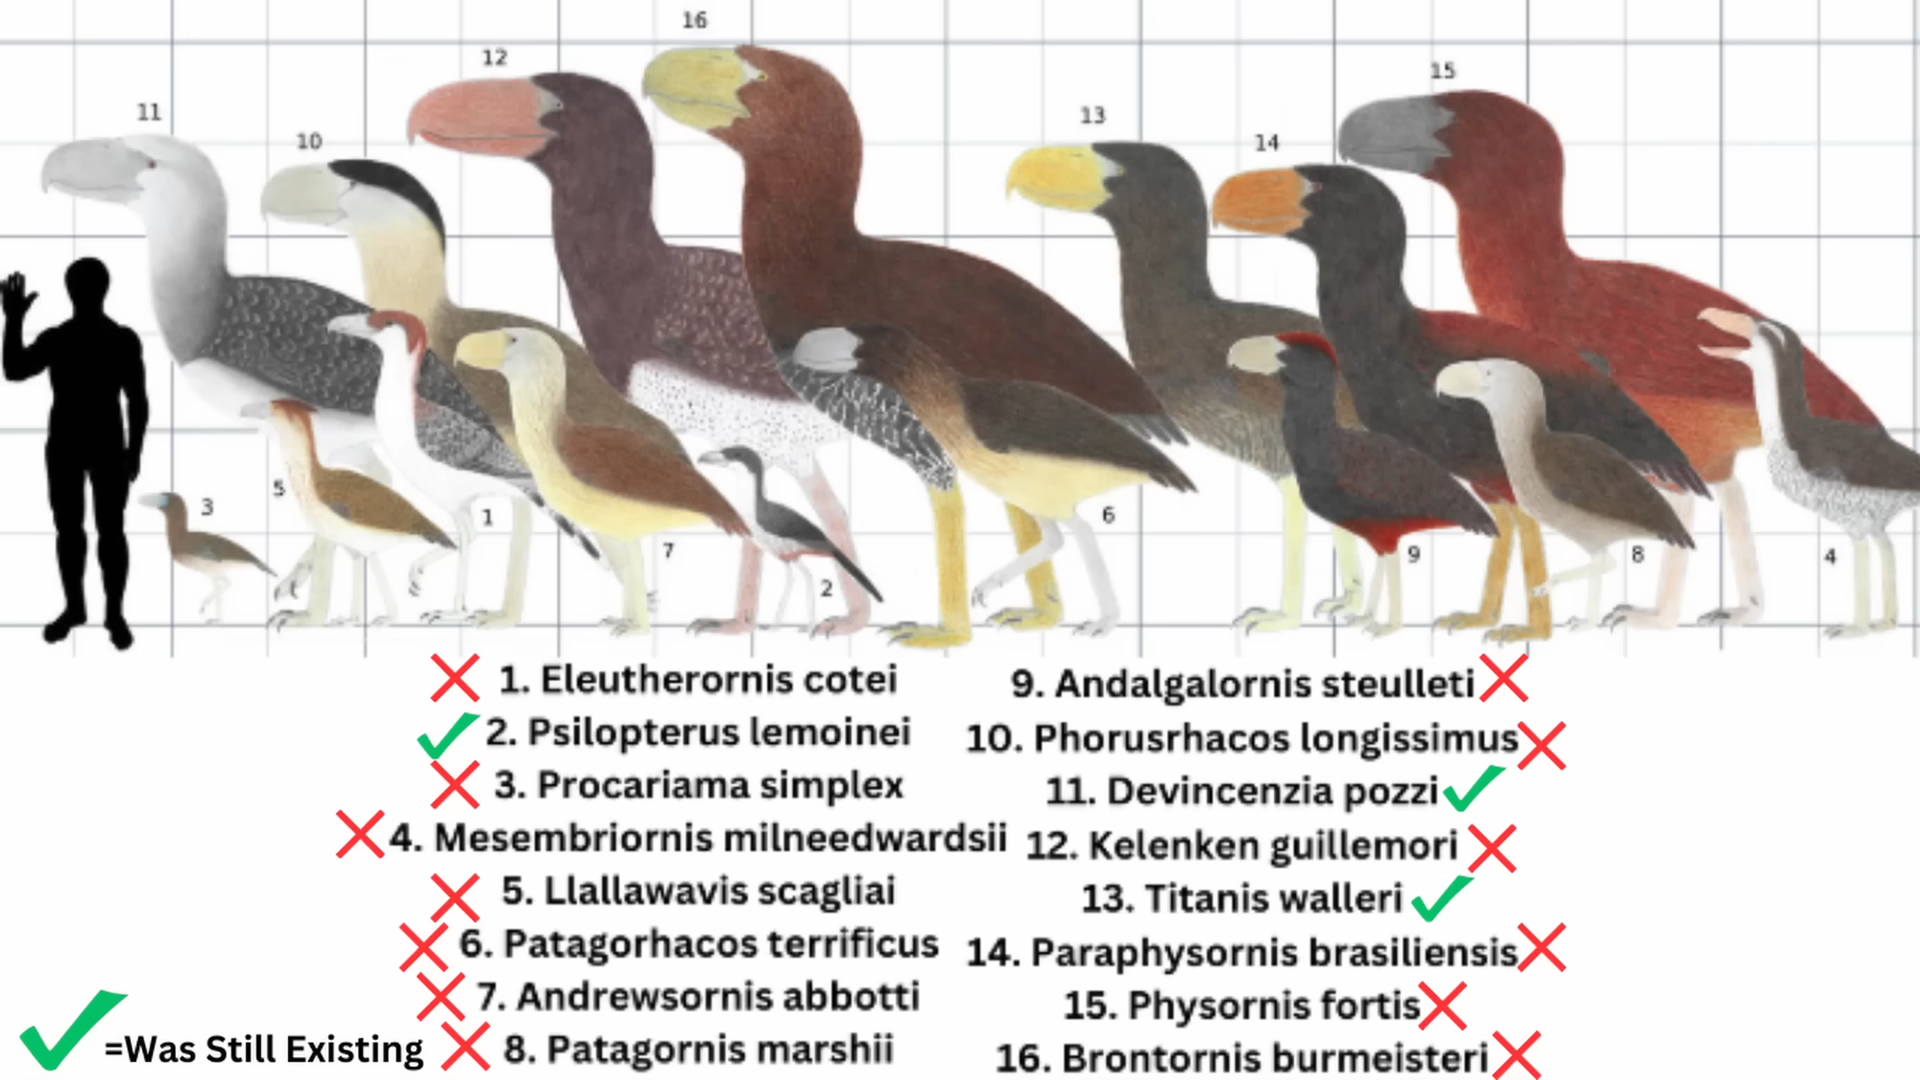 16
12
15
11
13
10
14
5
3
1
6
7
9
8
4
2
1. Eleutherornis cotei
2. Psilopterus lemoinei
3. Procariama simplex
4. Mesembriornis milneedwardsii
5. Llallawavis scagliai
6. Patagorhacos terrificus
7. Andrewsornis abbotti
8. Patagornis marshii
9. Andalgalornis steulleti
10. Phorusrhacos longissimus
11. Devincenzia pozzi
12. Kelenken guillemori
13. Titanis walleri
14. Paraphysornis brasiliensis
15. Physornis fortis
16. Brontornis burmeisteri
=Was Still Existing